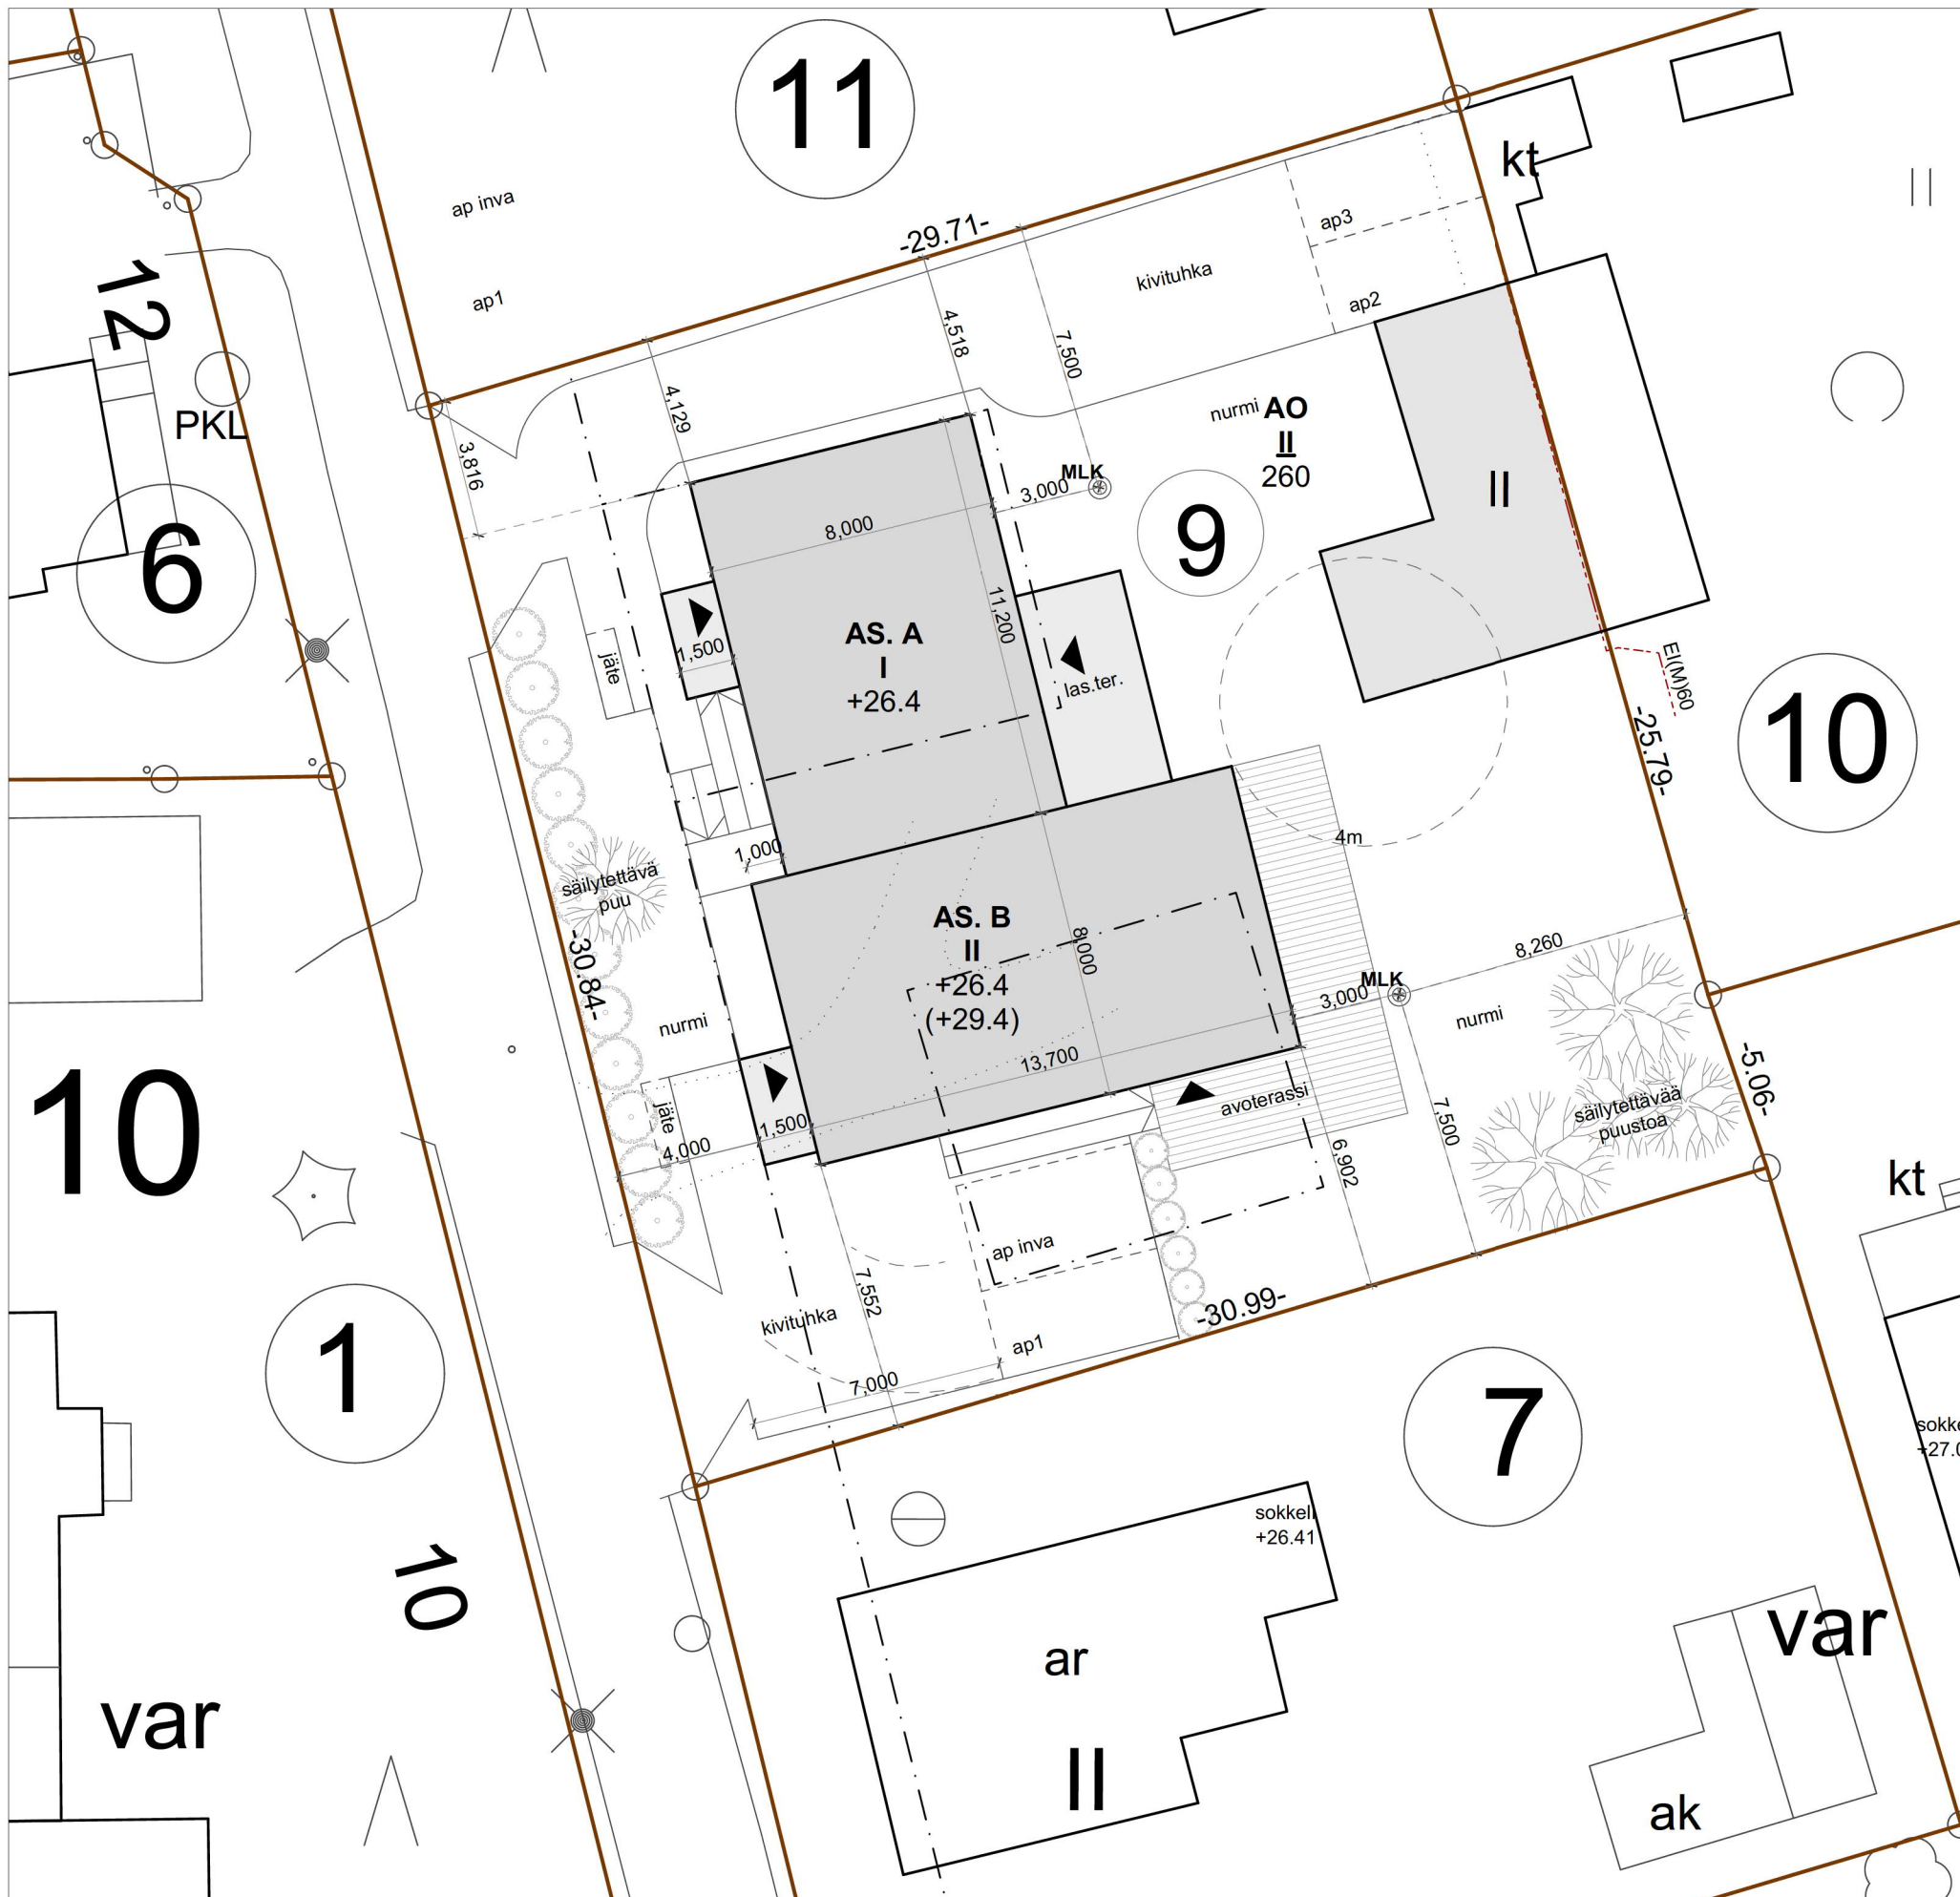 11
kt
ap inva
ap3
-29.71-
12
kivituhka
ap1
ap2
4,518
7,500
PKL
4,129
nurmi
AO
II
260
3,816
MLK
3,000
II
8,000
9
6
11,200
AS. A
I
+26.4
jäte
1,500
las.ter.
EI(M)60
10
-25.79-
4m
1,000
säilytettävä
puu
AS. B
II
+26.4
(+29.4)
8,000
8,260
-30.84-
MLK
3,000
nurmi
nurmi
13,700
-5.06-
10
jäte
1,500
4,000
avoterassi
7,500
säilytettävää
puustoa
6,902
kt
ap inva
7,552
-30.99-
kivituhka
ap1
1
7,000
7
sokke
+27.0
sokkeli
+26.41
10
var
ar
var
II
ak